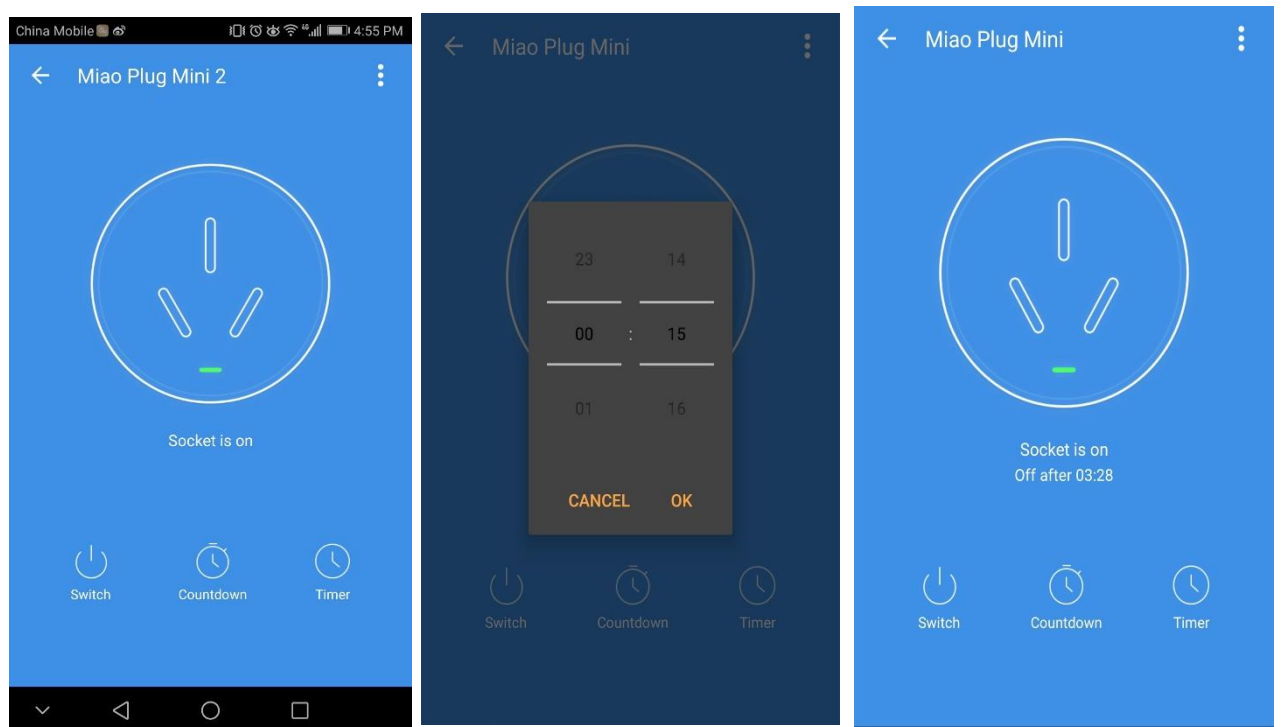 China Mobile 4:55 PM
Miao Plug Mini 2
Socket is on
Switch Countdown Timer
Miao Plug Mini
23 14
00 : 15
01 16
CANCEL OK
Switch Countdown Timer
Miao Plug Mini
Socket is on
Off after 03:28
Switch Countdown Timer